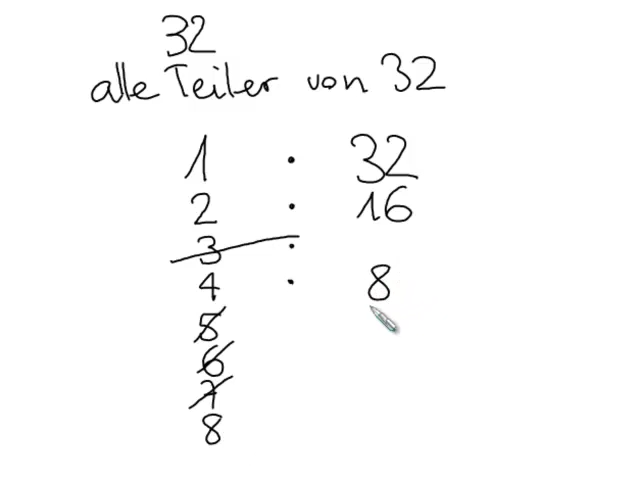 32
alle Teiler von 32
1 · 32
2 · 16
3 ·
4 · 8
5
6
7
8